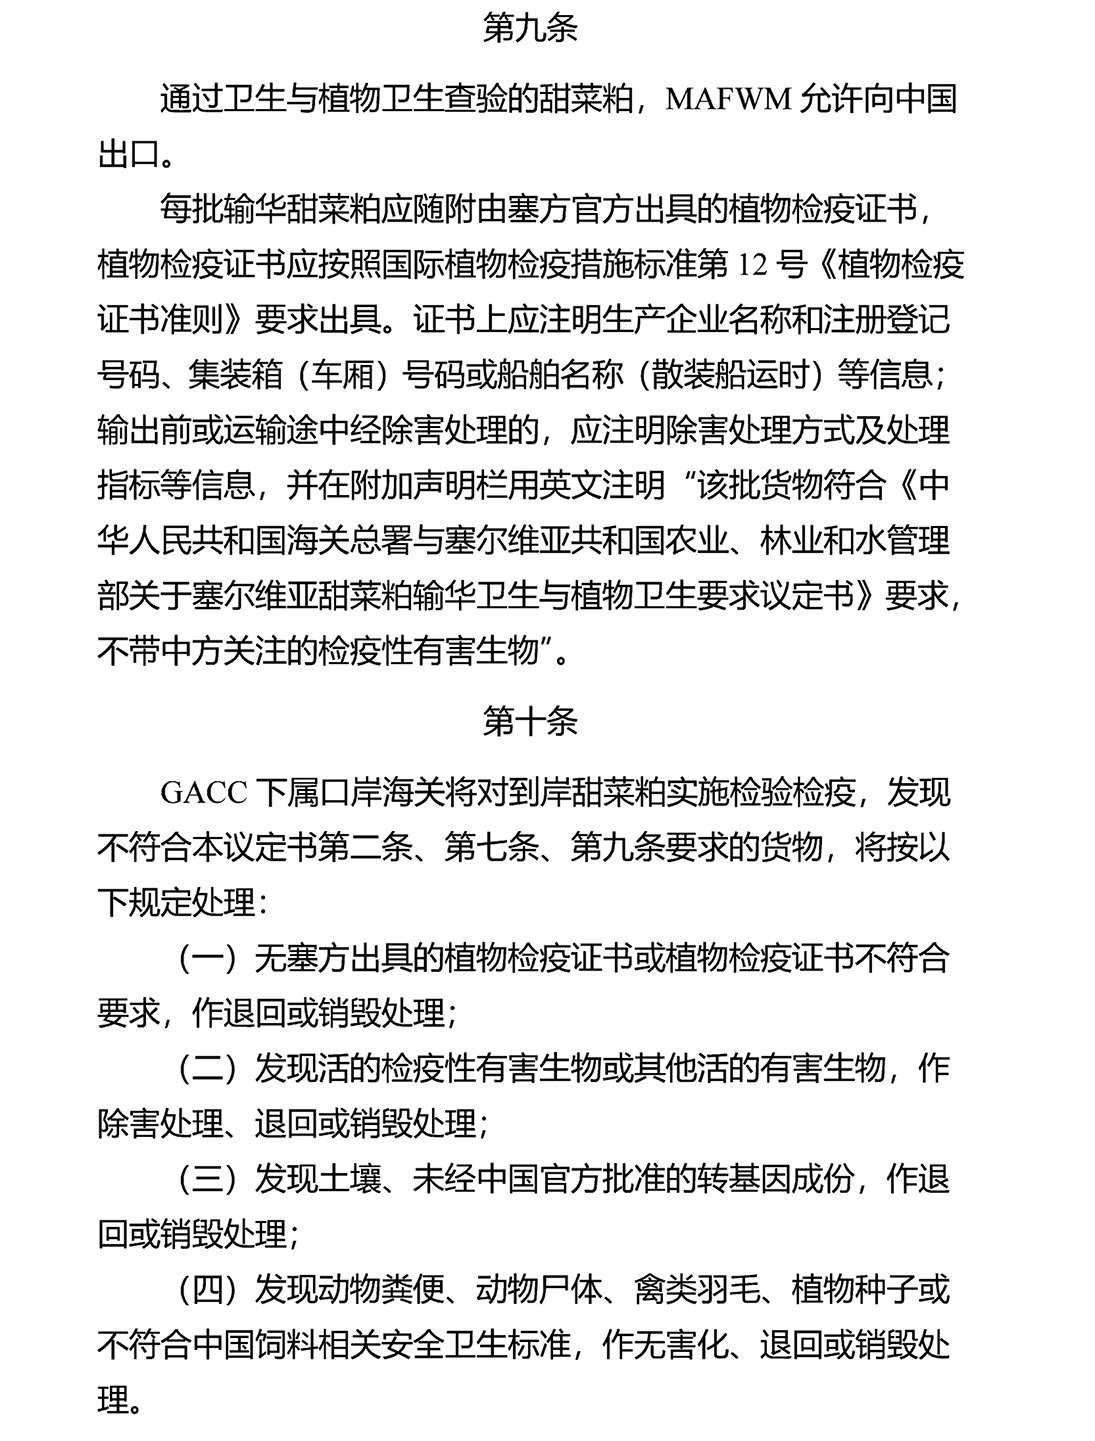 第九条
通过卫生与植物卫生查验的甜菜粕，MAFWM 允许向中国
出口。
每批输华甜菜粕应随附由塞方官方出具的植物检疫证书，
植物检疫证书应按照国际植物检疫措施标准第 12 号《植物检疫
证书准则》要求出具。证书上应注明生产企业名称和注册登记
号码、集装箱（车厢）号码或船舶名称（散装船运时）等信息；
输出前或运输途中经除害处理的，应注明除害处理方式及处理
指标等信息，并在附加声明栏用英文注明“该批货物符合《中
华人民共和国海关总署与塞尔维亚共和国农业、林业和水管理
部关于塞尔维亚甜菜粕输华卫生与植物卫生要求议定书》要求，
不带中方关注的检疫性有害生物”。
第十条
GACC 下属口岸海关将对到岸甜菜粕实施检验检疫，发现
不符合本议定书第二条、第七条、第九条要求的货物，将按以
下规定处理：
（一）无塞方出具的植物检疫证书或植物检疫证书不符合
要求，作退回或销毁处理；
（二）发现活的检疫性有害生物或其他活的有害生物，作
除害处理、退回或销毁处理；
（三）发现土壤、未经中国官方批准的转基因成份，作退
回或销毁处理；
（四）发现动物粪便、动物尸体、禽类羽毛、植物种子或
不符合中国饲料相关安全卫生标准，作无害化、退回或销毁处
理。